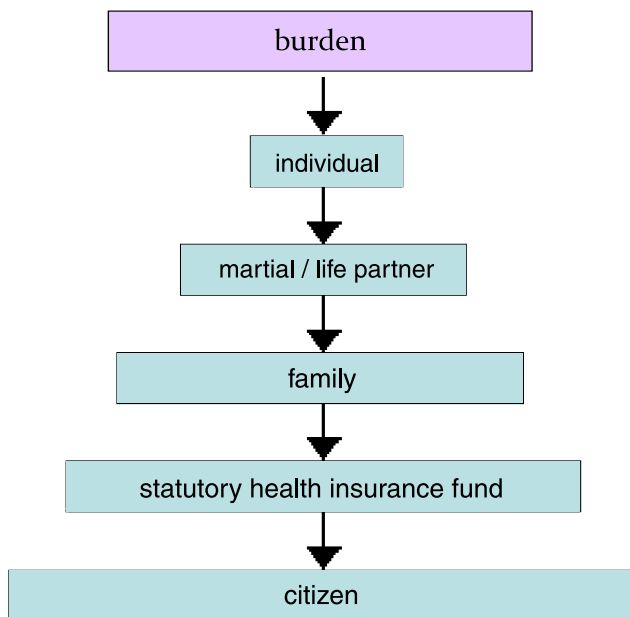 burden
individual
martial / life partner
family
statutory health insurance fund
citizen